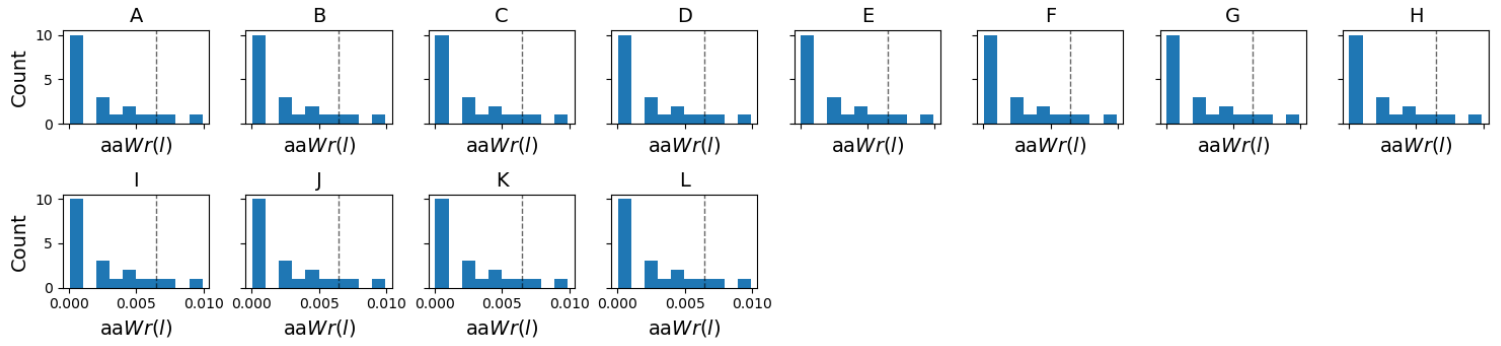 A B C D E F G H
10
5
0
Count
aaWr(l) aaWr(l) aaWr(l) aaWr(l) aaWr(l) aaWr(l) aaWr(l) aaWr(l)
I J K L
10
5
0
Count
0.000 0.005 0.010 0.000 0.005 0.010 0.000 0.005 0.010 0.000 0.005 0.010
aaWr(l) aaWr(l) aaWr(l) aaWr(l)